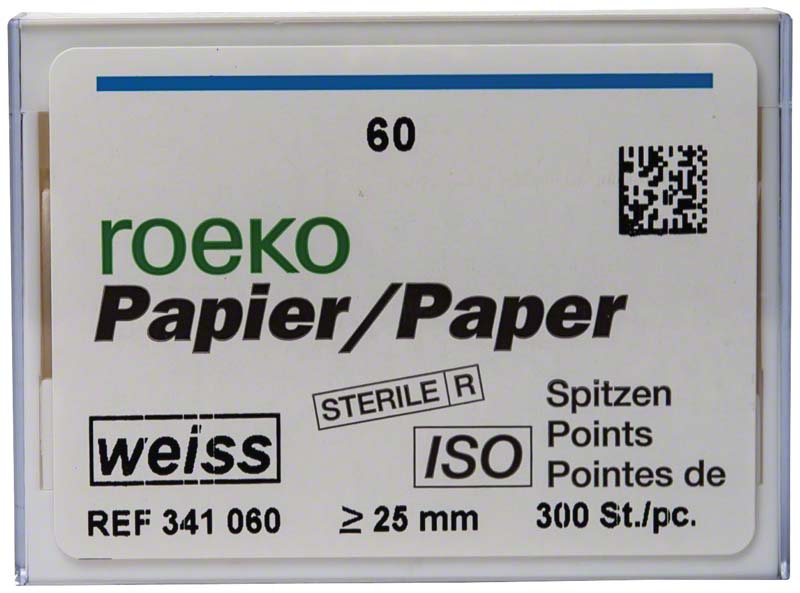 60
roeko
Papier/Paper
STERILE R
weiss
ISO
Spitzen
Points
Pointes de
REF 341 060
≥ 25 mm
300 St./pc.